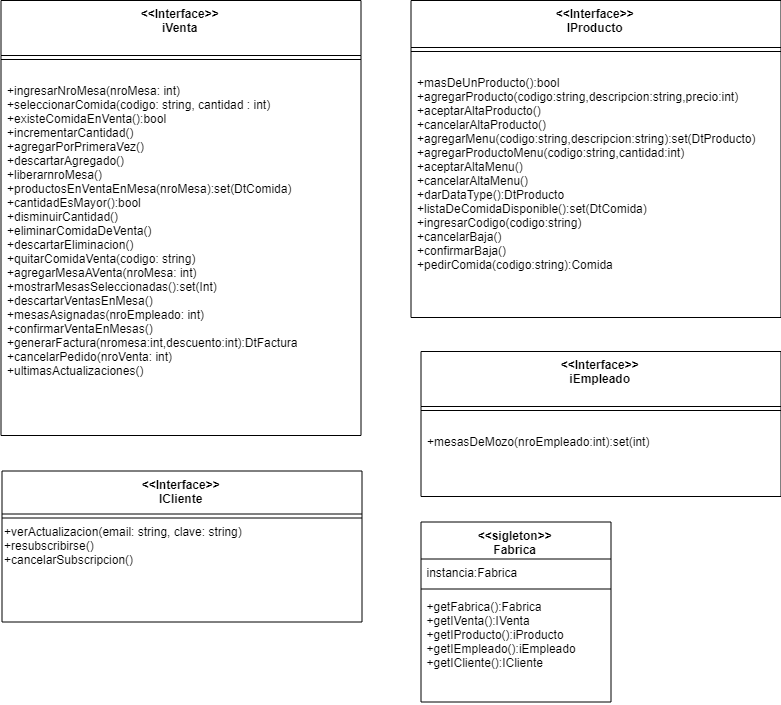 <<Interface>>
iVenta
+ingresarNroMesa(nroMesa: int)
+seleccionarComida(codigo: string, cantidad : int)
+existeComidaEnVenta():bool
+incrementarCantidad()
+agregarPorPrimeraVez()
+descartarAgregado()
+liberarnroMesa()
+productosEnVentaEnMesa(nroMesa):set(DtComida)
+cantidadEsMayor():bool
+disminuirCantidad()
+eliminarComidaDeVenta()
+descartarEliminacion()
+quitarComidaVenta(codigo: string)
+agregarMesaAVenta(nroMesa: int)
+mostrarMesasSeleccionadas():set(Int)
+descartarVentasEnMesa()
+mesasAsignadas(nroEmpleado: int)
+confirmarVentaEnMesas()
+generarFactura(nromesa:int,descuento:int):DtFactura
+cancelarPedido(nroVenta: int)
+ultimasActualizaciones()
<<Interface>>
IProducto
+masDeUnProducto():bool
+agregarProducto(codigo:string,descripcion:string,precio:int)
+aceptarAltaProducto()
+cancelarAltaProducto()
+agregarMenu(codigo:string,descripcion:string):set(DtProducto)
+agregarProductoMenu(codigo:string,cantidad:int)
+aceptarAltaMenu()
+cancelarAltaMenu()
+darDataType():DtProducto
+listaDeComidaDisponible():set(DtComida)
+ingresarCodigo(codigo:string)
+cancelarBaja()
+confirmarBaja()
+pedirComida(codigo:string):Comida
<<Interface>>
iEmpleado
+mesasDeMozo(nroEmpleado:int):set(int)
<<Interface>>
ICliente
+verActualizacion(email: string, clave: string)
+resubscribirse()
+cancelarSubscripcion()
<<sigleton>>
Fabrica
instancia:Fabrica
+getFabrica():Fabrica
+getIVenta():IVenta
+getIProducto():iProducto
+getIEmpleado():iEmpleado
+getICliente():ICliente